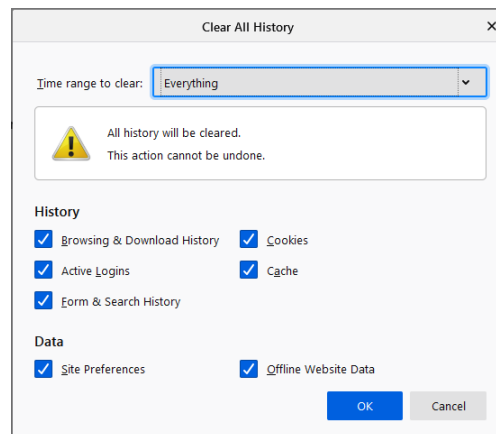 Clear All History
Time range to clear: Everything
All history will be cleared.
This action cannot be undone.
History
Browsing & Download History Cookies
Active Logins Cache
Form & Search History
Data
Site Preferences Offline Website Data
OK Cancel